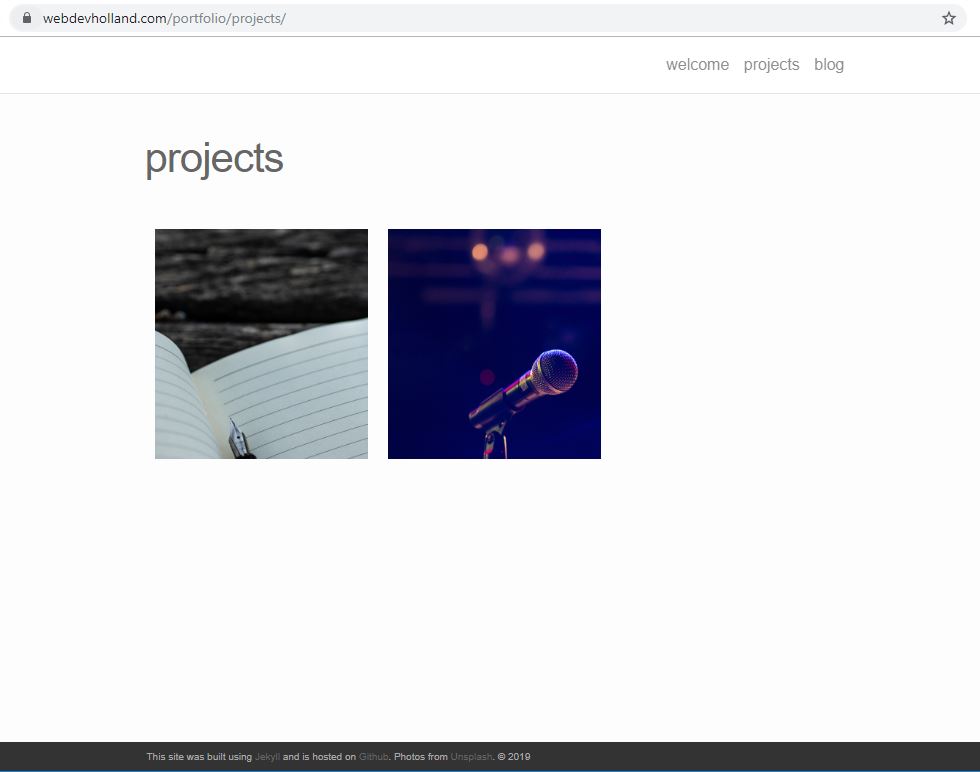 webdevholland.com/portfolio/projects/
welcome projects blog
projects
This site was built using Jekyll and is hosted on Github. Photos from Unsplash. © 2019